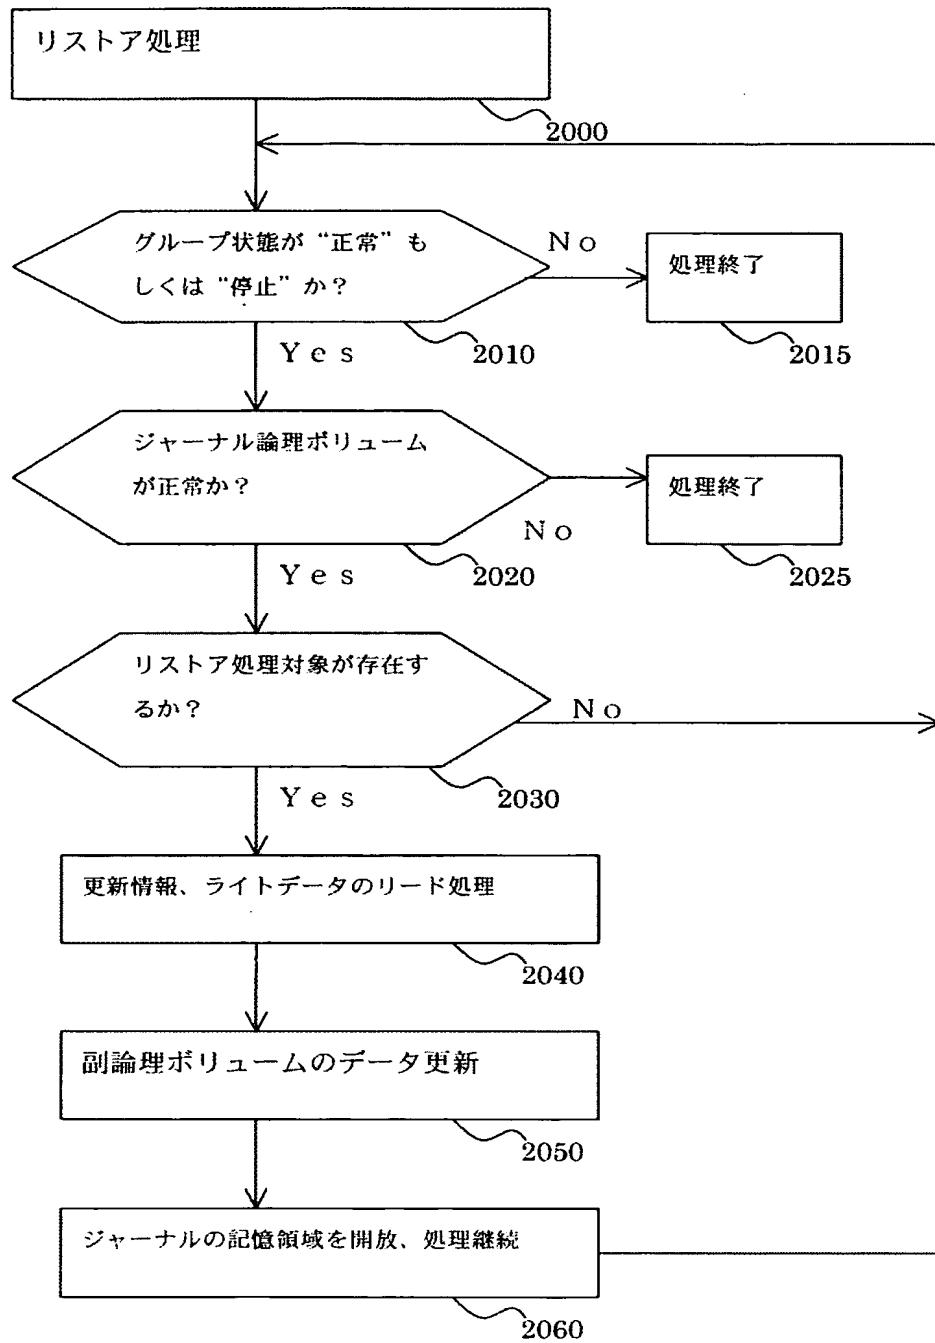 リストア処理
2000
グループ状態が“正常”も
しくは“停止”か？
No
処理終了
2010
2015
Yes
ジャーナル論理ボリューム
が正常か？
処理終了
No
2020
2025
Yes
リストア処理対象が存在す
るか？
No
2030
Yes
更新情報、ライトデータのリード処理
2040
副論理ボリュームのデータ更新
2050
ジャーナルの記憶領域を開放、処理継続
2060